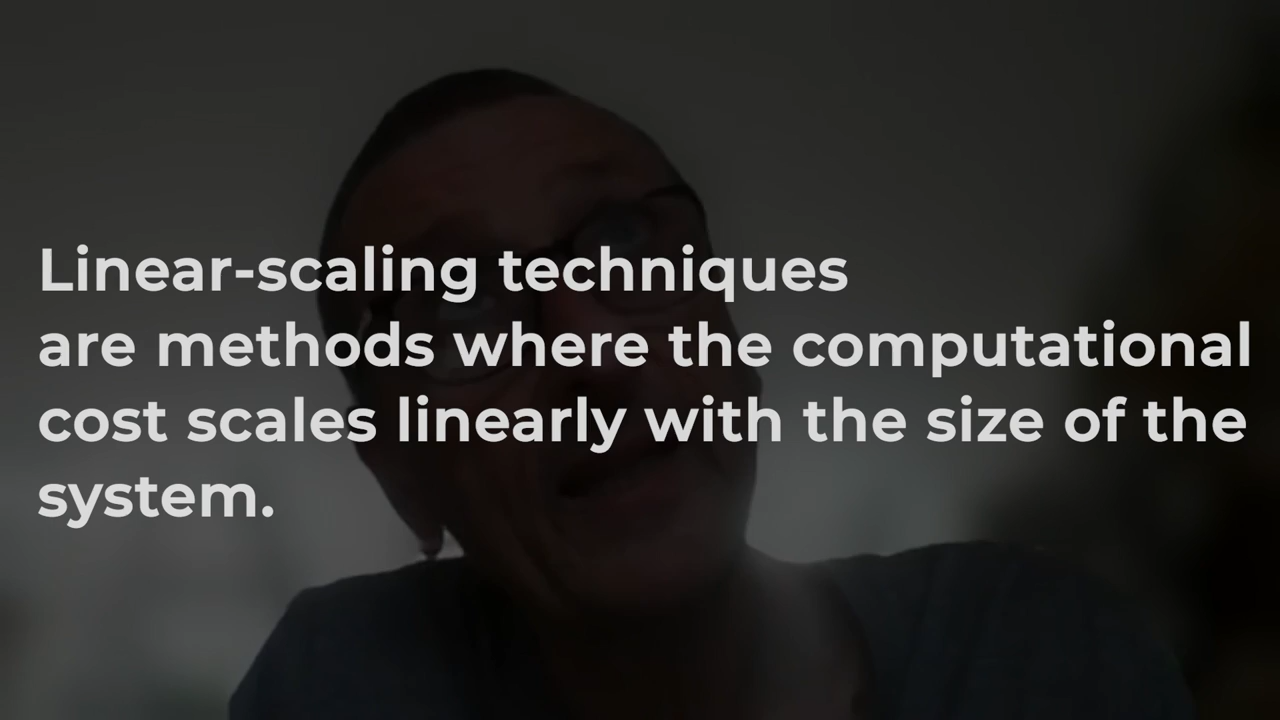 Linear-scaling techniques
are methods where the computational
cost scales linearly with the size of the
system.